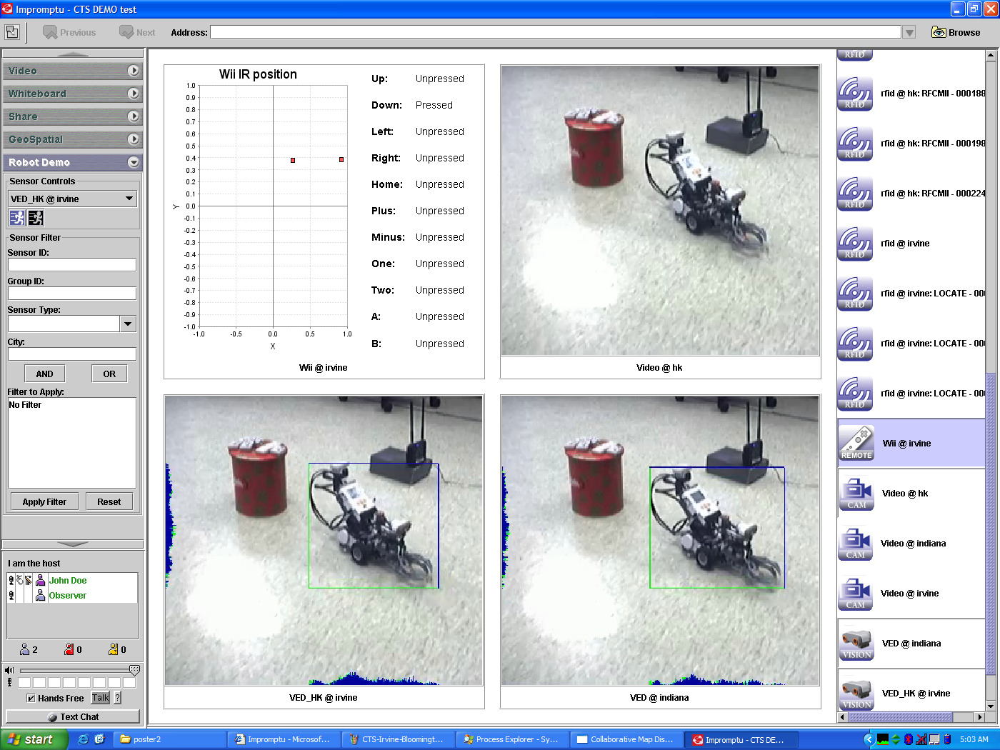 Impromptu - CTS DEMO test
Previous
Next
Address:
Browse
Video
Whiteboard
Share
GeoSpatial
Robot Demo
Sensor Controls
VED_HK @ irvine
Sensor Filter
Sensor ID:
Group ID:
Sensor Type:
City:
AND
OR
Filter to Apply:
No Filter
Apply Filter
Reset
I am the host
John Doe
Observer
2
0
0
Hands Free
Talk
?
Text Chat
Wii IR position
1.0
0.9
0.8
0.7
0.6
0.5
0.4
0.3
0.2
0.1
0.0
-0.1
-0.2
-0.3
-0.4
-0.5
-0.6
-0.7
-0.8
-0.9
-1.0
Y
-1.0 -0.5 0.0 0.5 1.0
X
Up: Unpressed
Down: Pressed
Left: Unpressed
Right: Unpressed
Home: Unpressed
Plus: Unpressed
Minus: Unpressed
One: Unpressed
Two: Unpressed
A: Unpressed
B: Unpressed
Wii @ irvine
Video @ hk
VED_HK @ irvine
VED @ indiana
RFID
RFID
rfid @ hk: RFCMII - 000188
RFID
rfid @ hk: RFCMII - 000198
RFID
rfid @ hk: RFCMII - 000224
RFID
rfid @ irvine
RFID
rfid @ irvine: LOCATE - 00
RFID
rfid @ irvine: LOCATE - 00
RFID
rfid @ irvine: LOCATE - 00
REMOTE
Wii @ irvine
CAM
Video @ hk
CAM
Video @ indiana
CAM
Video @ irvine
VISION
VED @ indiana
VISION
VED_HK @ irvine
start
poster2
Impromptu - Microsof...
CTS-Irvine-Bloomingt...
Process Explorer - Sy...
Collaborative Map Dis...
Impromptu - CTS DE...
5:03 AM